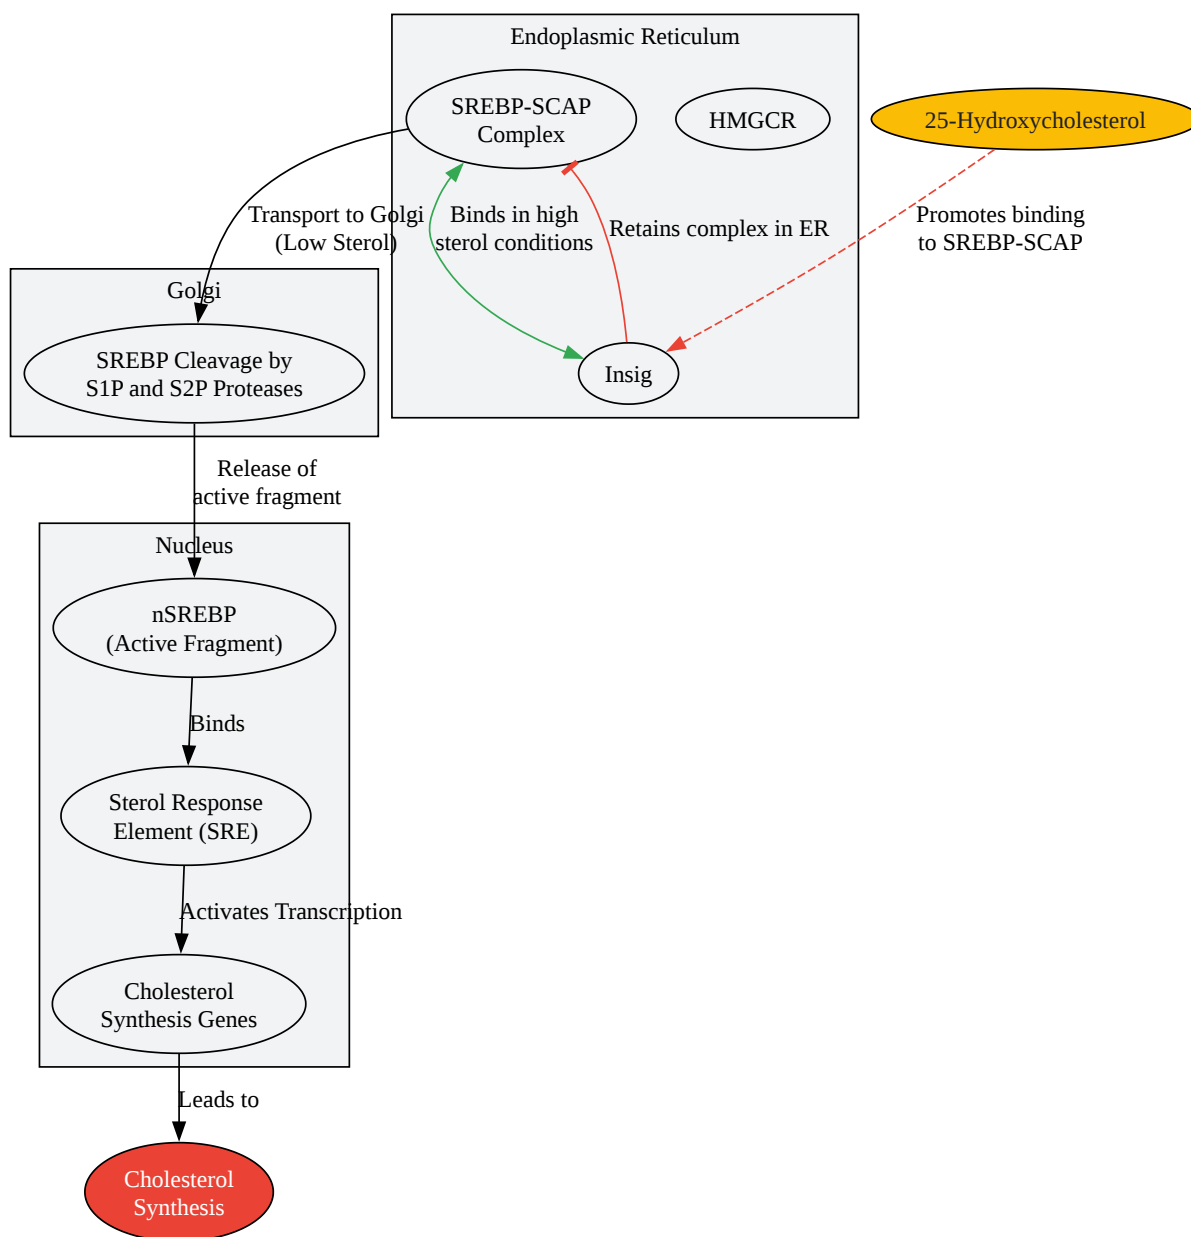 Endoplasmic Reticulum
SREBP-SCAP
Complex
HMGCR
25-Hydroxycholesterol
Transport to Golgi
(Low Sterol)
Binds in high
sterol conditions
Retains complex in ER
Promotes binding
to SREBP-SCAP
Golgi
SREBP Cleavage by
S1P and S2P Proteases
Insig
Release of
active fragment
Nucleus
nSREBP
(Active Fragment)
Binds
Sterol Response
Element (SRE)
Activates Transcription
Cholesterol
Synthesis Genes
Leads to
Cholesterol
Synthesis